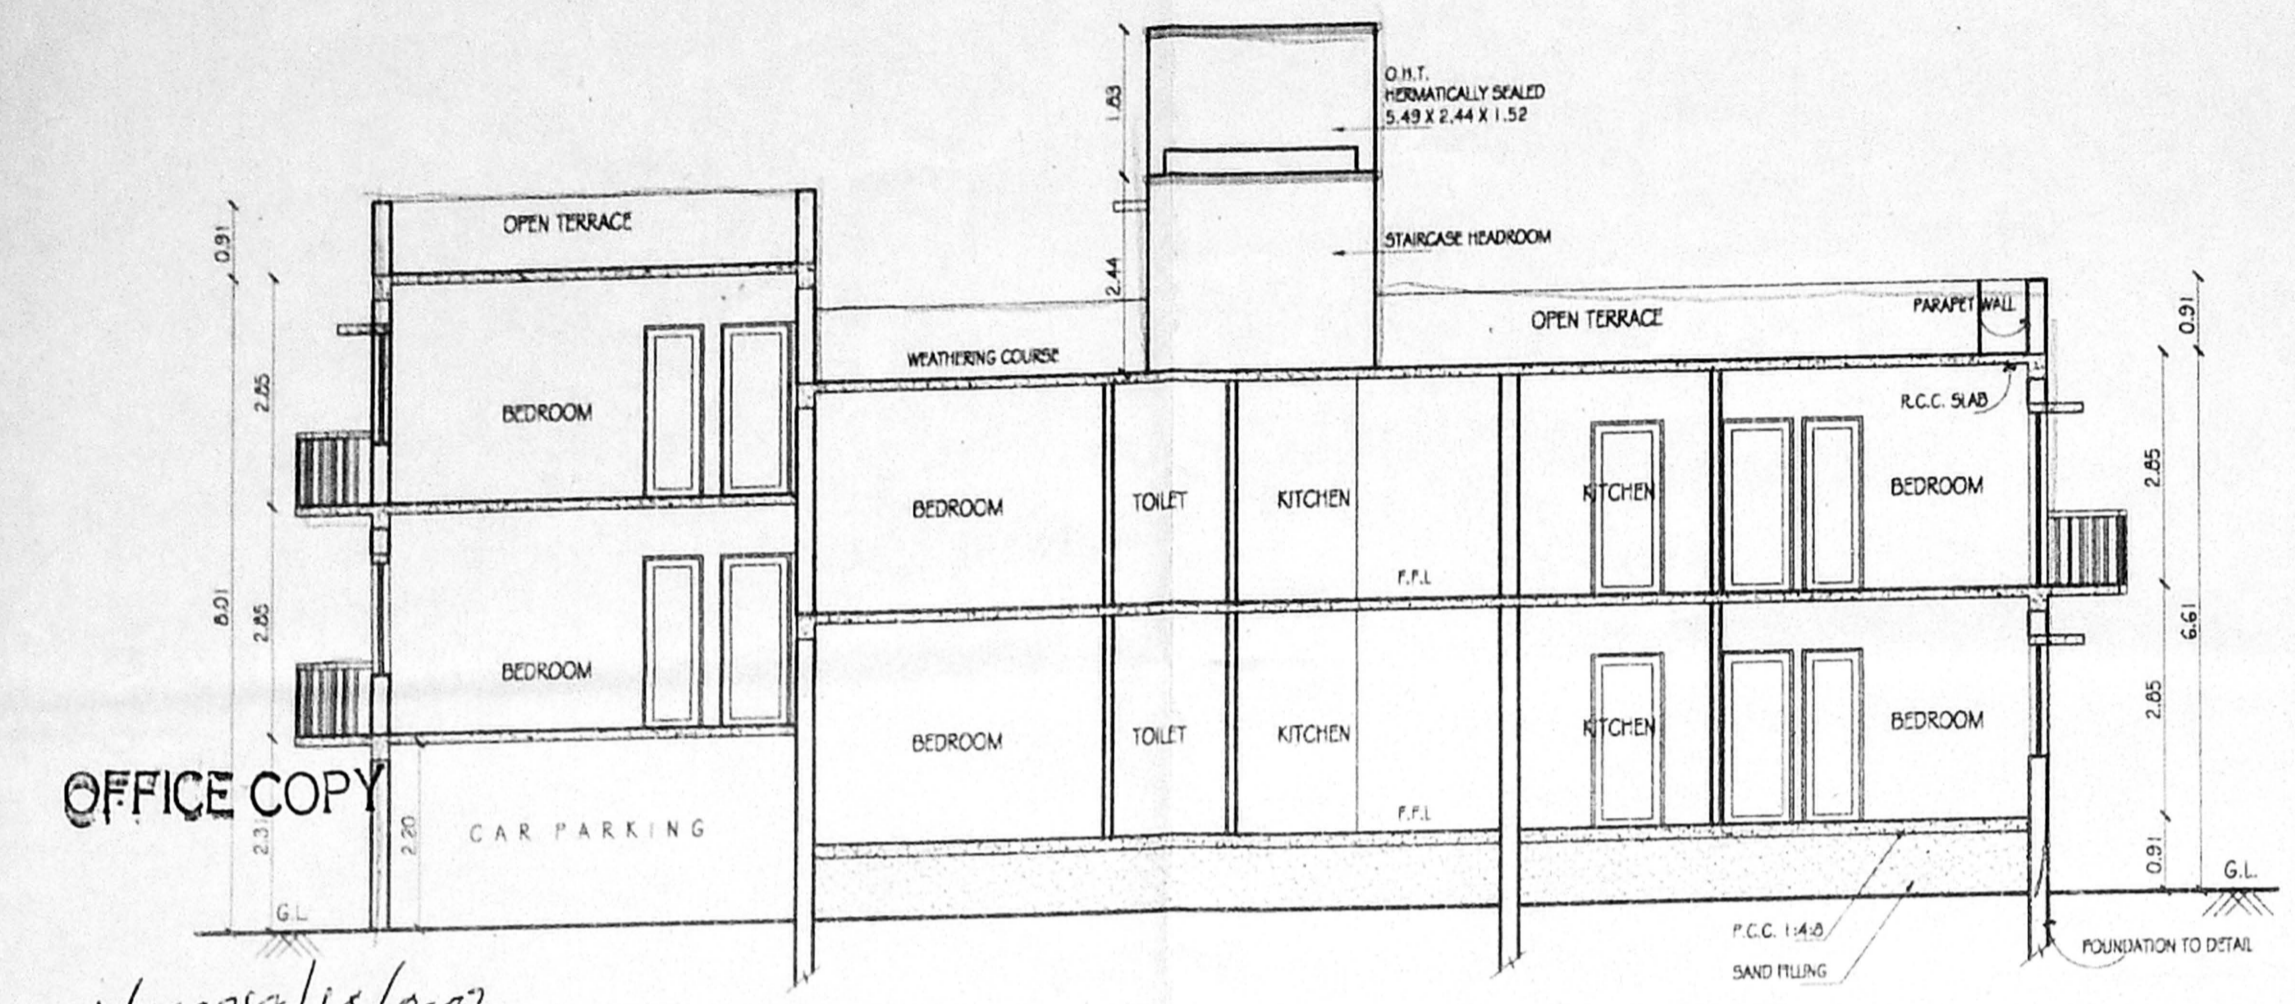 1.83
O.H.T.
HERMATICALLY SEALED
5.49 X 2.44 X 1.52
0.91
OPEN TERRACE
2.44
STAIRCASE HEADROOM
WEATHERING COURSE
OPEN TERRACE
PARAPET WALL
0.91
R.C.C. SLAB
2.85
BEDROOM
BEDROOM
TOILET
KITCHEN
KITCHEN
BEDROOM
2.85
F.F.L
8.01
2.85
BEDROOM
6.61
BEDROOM
TOILET
KITCHEN
KITCHEN
BEDROOM
2.85
F.F.L
OFFICE COPY
2.31
2.20
CAR PARKING
0.91
G.L.
G.L.
P.C.C. 1:4:8
SAND FILLING
FOUNDATION TO DETAIL